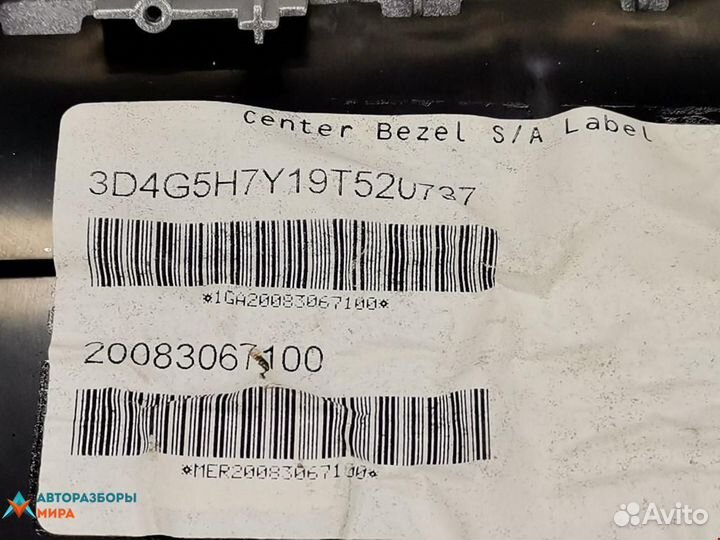 Center Bezel S/A Label
3D4G5H7Y19T520737
*1GA20083067100*
20083067100
*MER20083067100*
АВТОРАЗБОРЫ
МИРА
Avito